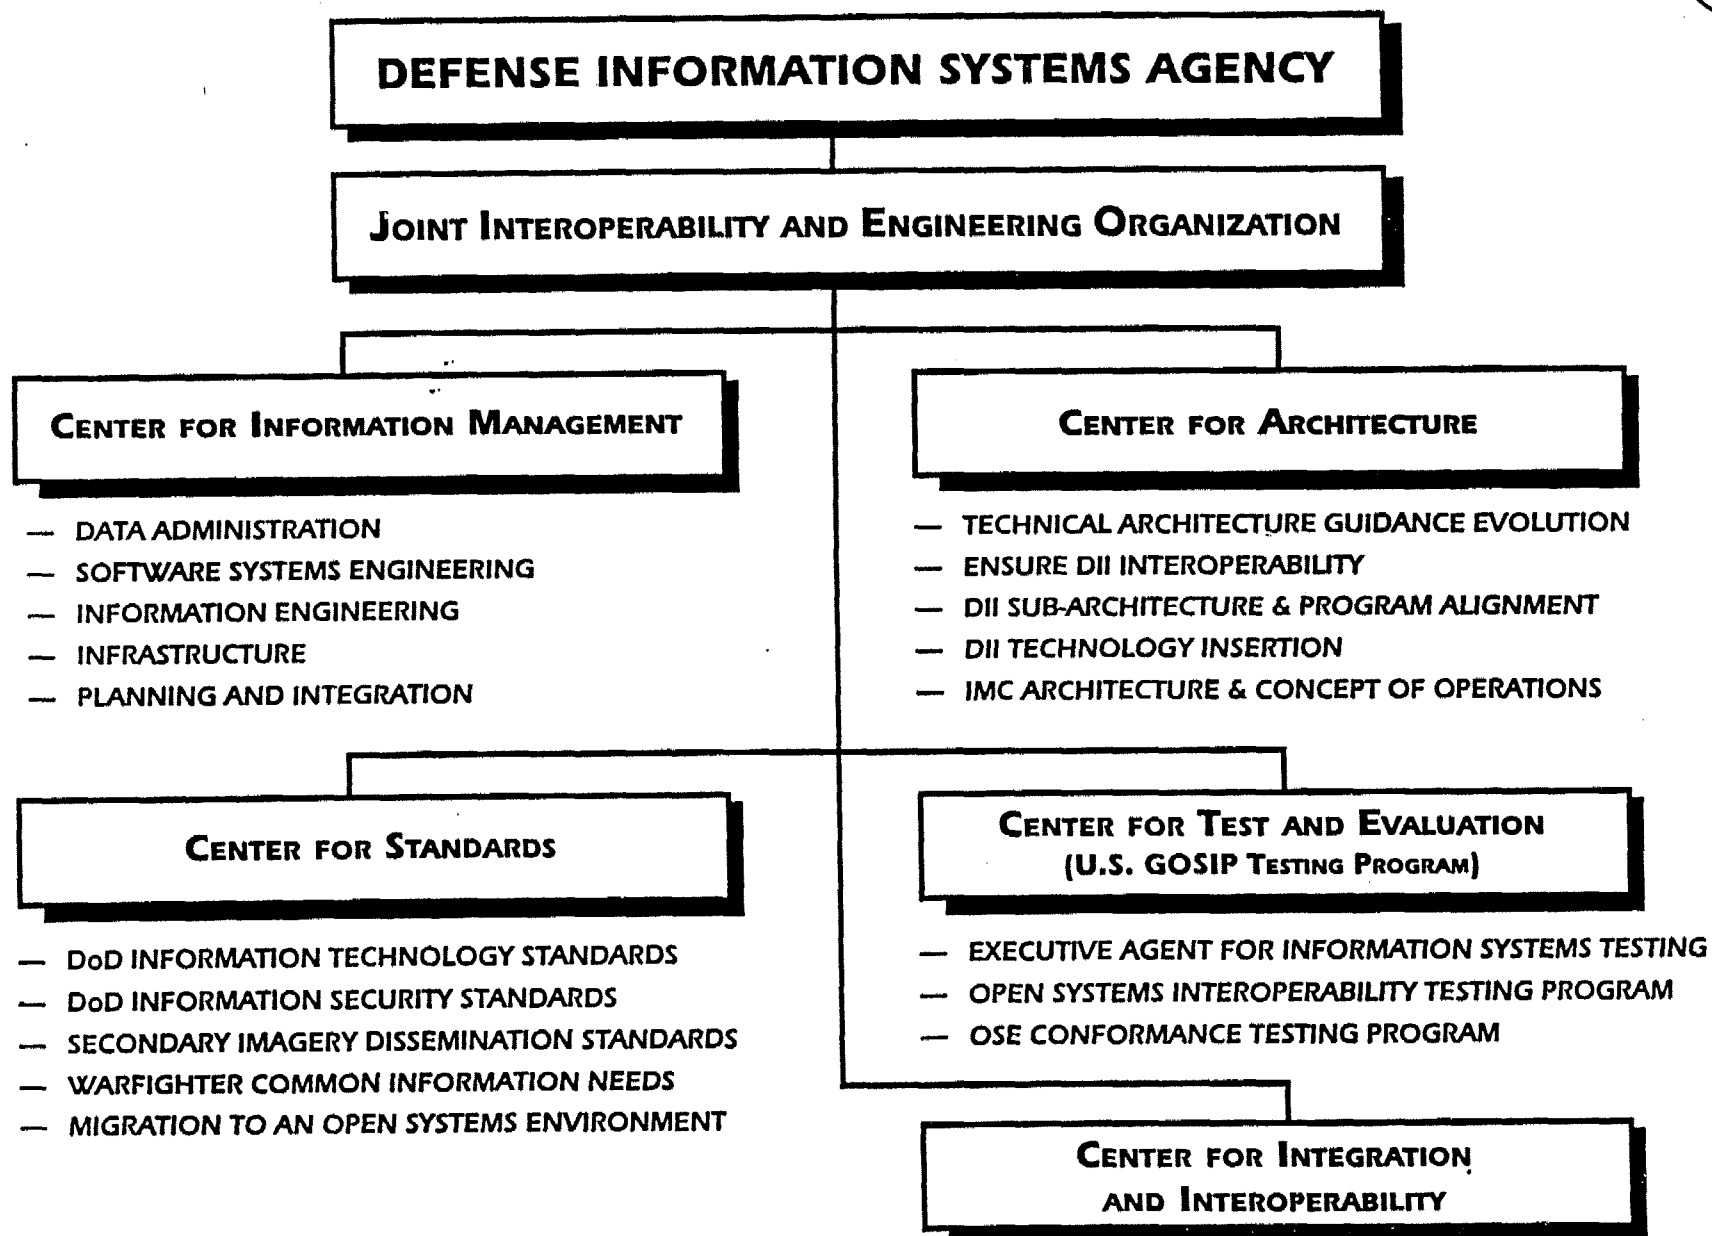 DEFENSE INFORMATION SYSTEMS AGENCY
JOINT INTEROPERABILITY AND ENGINEERING ORGANIZATION
CENTER FOR INFORMATION MANAGEMENT
— DATA ADMINISTRATION
— SOFTWARE SYSTEMS ENGINEERING
— INFORMATION ENGINEERING
— INFRASTRUCTURE
— PLANNING AND INTEGRATION
CENTER FOR ARCHITECTURE
— TECHNICAL ARCHITECTURE GUIDANCE EVOLUTION
— ENSURE DII INTEROPERABILITY
— DII SUB-ARCHITECTURE & PROGRAM ALIGNMENT
— DII TECHNOLOGY INSERTION
— IMC ARCHITECTURE & CONCEPT OF OPERATIONS
CENTER FOR STANDARDS
— DoD INFORMATION TECHNOLOGY STANDARDS
— DoD INFORMATION SECURITY STANDARDS
— SECONDARY IMAGERY DISSEMINATION STANDARDS
— WARFIGHTER COMMON INFORMATION NEEDS
— MIGRATION TO AN OPEN SYSTEMS ENVIRONMENT
CENTER FOR TEST AND EVALUATION
(U.S. GOSIP TESTING PROGRAM)
— EXECUTIVE AGENT FOR INFORMATION SYSTEMS TESTING
— OPEN SYSTEMS INTEROPERABILITY TESTING PROGRAM
— OSE CONFORMANCE TESTING PROGRAM
CENTER FOR INTEGRATION
AND INTEROPERABILITY